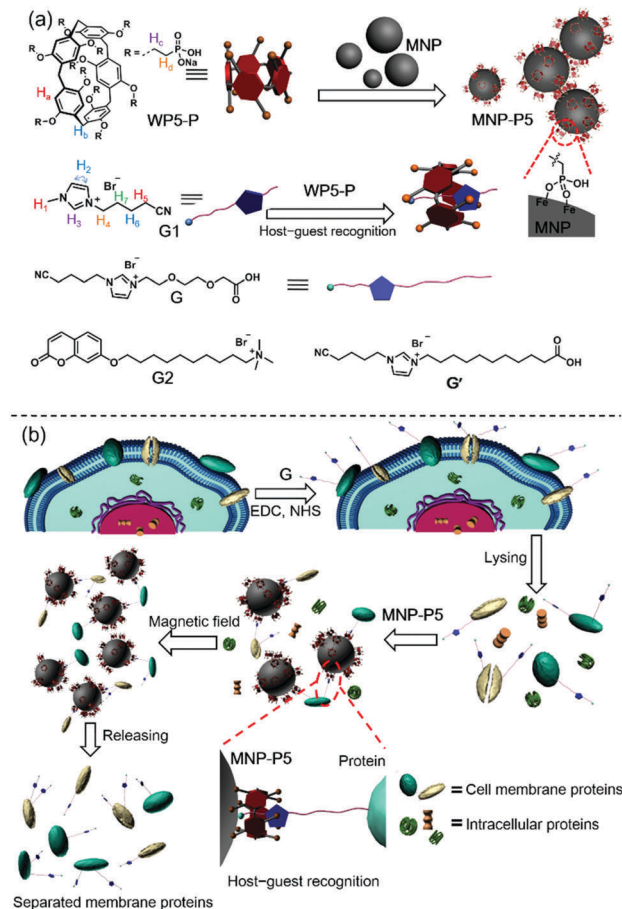 (a)
R R R R
O O O O
R O P OH
ONa
Hc
Hd
Ha
Hb
WP5-P
MNP
MNP-P5
P OH
O O
Fe Fe
MNP
H2
Br−
H7 H5
N N+ CN
H1 H3 H4 H6 G1
WP5-P
Host−guest recognition
Br−
NC N N+ O O O OH
G
Br−
O O O N+
G2
Br−
NC N N+ O OH
G′
(b)
G
EDC, NHS
Lysing
MNP-P5
Magnetic field
Releasing
MNP-P5 Protein
Host−guest recognition
= Cell membrane proteins
= Intracellular proteins
Separated membrane proteins